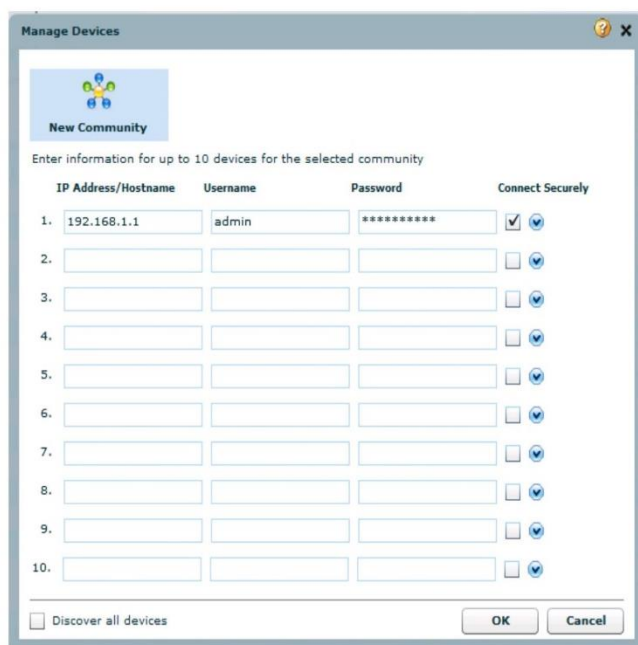 Manage Devices
New Community
Enter information for up to 10 devices for the selected community
IP Address/Hostname Username Password Connect Securely
1. 192.168.1.1 admin **********
2.
3.
4.
5.
6.
7.
8.
9.
10.
Discover all devices OK Cancel